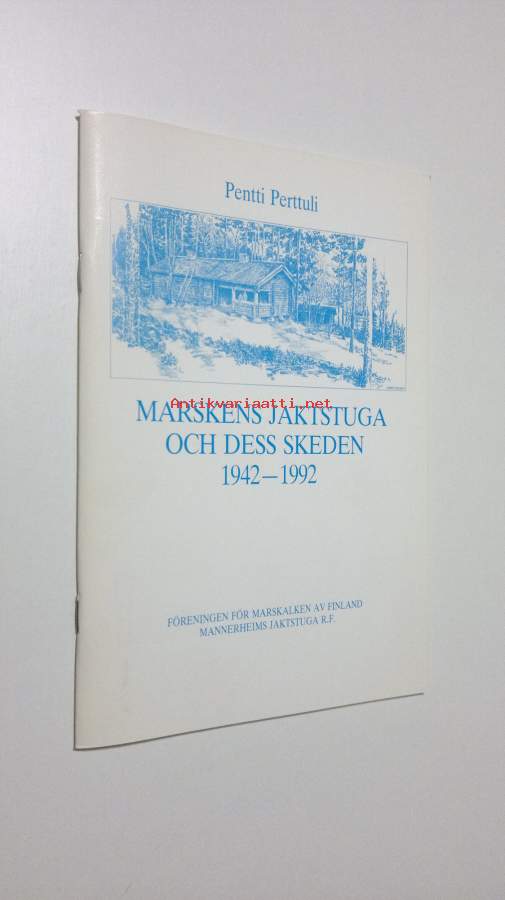 Pentti Perttuli
Antikvariaatti.net
MARSKENS JAKTSTUGA
OCH DESS SKEDEN
1942—1992
FÖRENINGEN FÖR MARSKALKEN AV FINLAND
MANNERHEIMS JAKTSTUGA R.F.